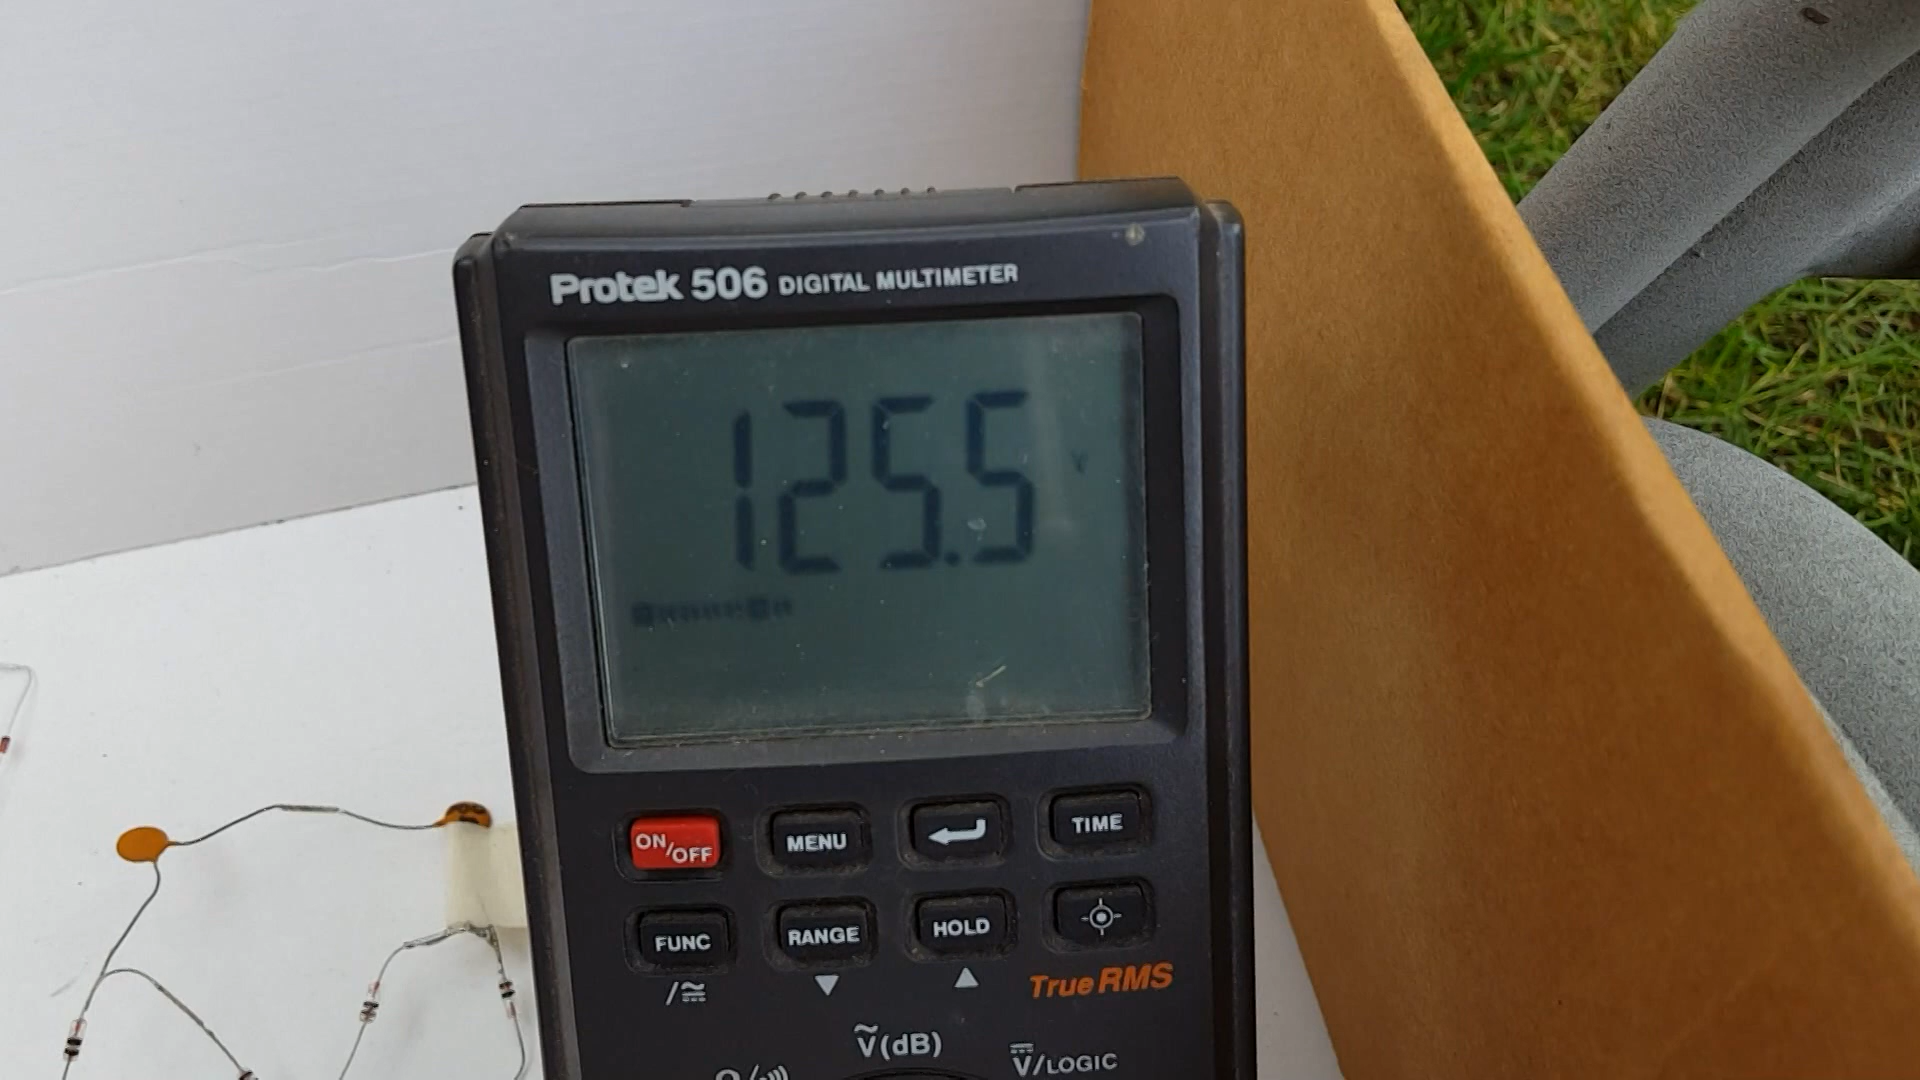 Protek 506 DIGITAL MULTIMETER
125.5 V
ON/OFF MENU TIME
FUNC RANGE HOLD
True RMS
V(dB)
V/LOGIC
Ω/